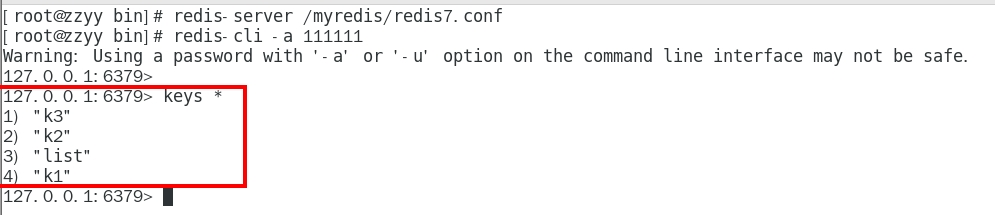 [root@zzyy bin]# redis-server /myredis/redis7.conf
[root@zzyy bin]# redis-cli -a 111111
Warning: Using a password with '-a' or '-u' option on the command line interface may not be safe.
127.0.0.1:6379>
127.0.0.1:6379> keys *
1) "k3"
2) "k2"
3) "list"
4) "k1"
127.0.0.1:6379>